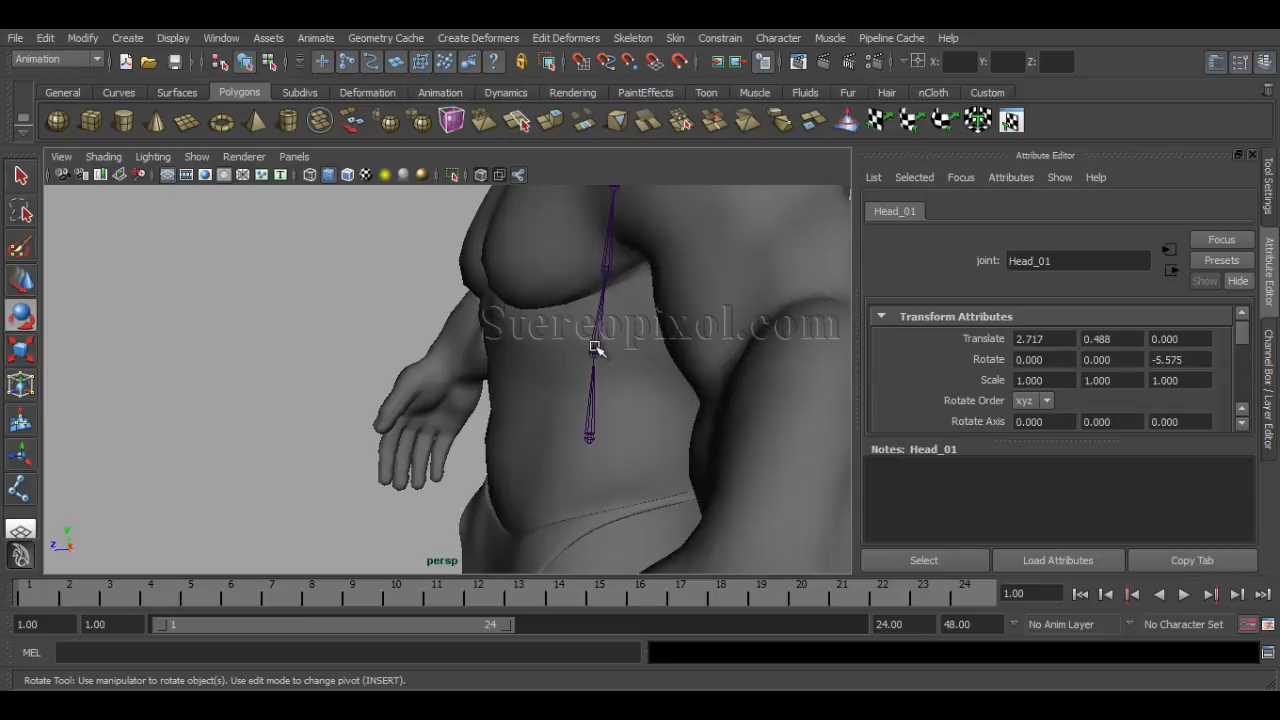 File Edit Modify Create Display Window Assets Animate Geometry Cache Create Deformers Edit Deformers Skeleton Skin Constrain Character Muscle Pipeline Cache Help
Animation X: Y: Z:
General Curves Surfaces Polygons Subdivs Deformation Animation Dynamics Rendering PaintEffects Toon Muscle Fluids Fur Hair nCloth Custom
View Shading Lighting Show Renderer Panels
Attribute Editor
List Selected Focus Attributes Show Help
Head_01
Focus
joint: Head_01
Presets
Show Hide
Transform Attributes
Translate 2.717 0.488 0.000
Rotate 0.000 0.000 -5.575
Scale 1.000 1.000 1.000
Rotate Order xyz
Rotate Axis 0.000 0.000 0.000
Notes: Head_01
Select Load Attributes Copy Tab
Tool Settings
Attribute Editor
Channel Box / Layer Editor
Stereopixol.com
y
z x
persp
1 2 3 4 5 6 7 8 9 10 11 12 13 14 15 16 17 18 19 20 21 22 23 24 1.00
1.00 1.00 1 24 24.00 48.00 No Anim Layer No Character Set
MEL
Rotate Tool: Use manipulator to rotate object(s). Use edit mode to change pivot (INSERT).